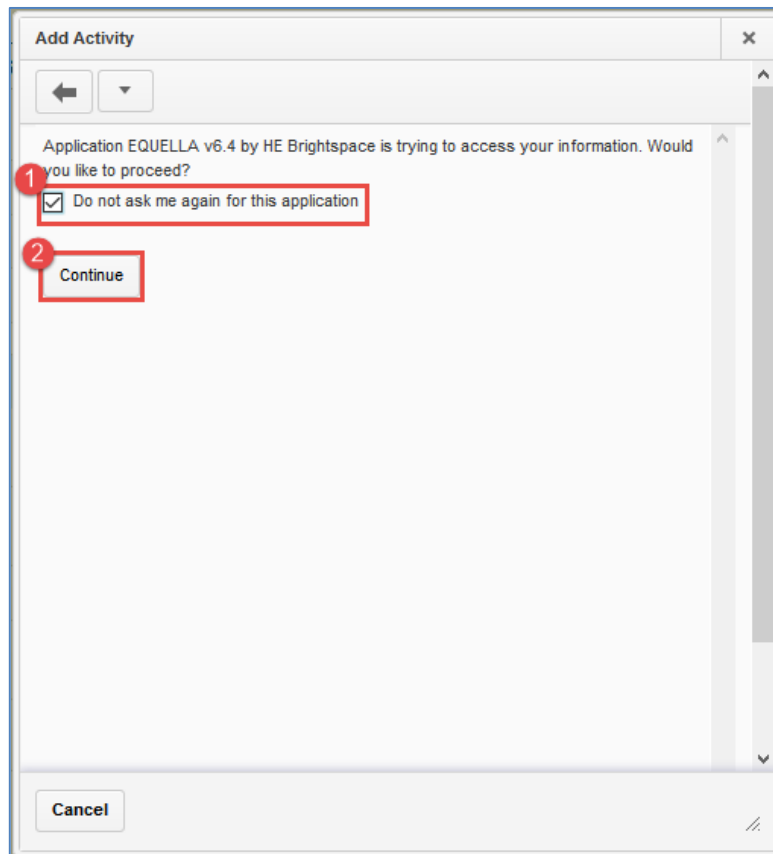 Add Activity
Application EQUELLA v6.4 by HE Brightspace is trying to access your information. Would
you like to proceed?
1
Do not ask me again for this application
2
Continue
Cancel